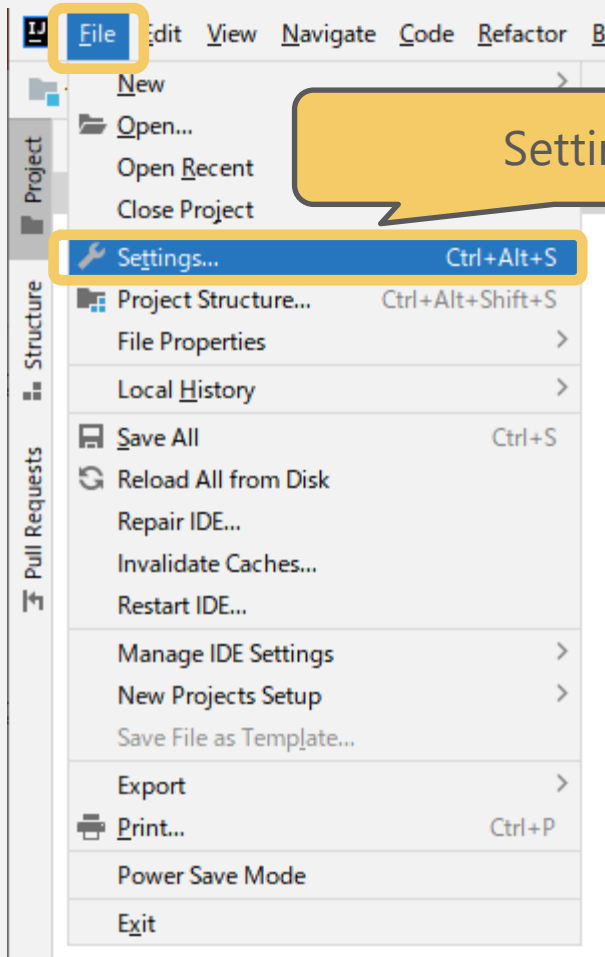 IJ File Edit View Navigate Code Refactor B
New
Open...
Open Recent
Close Project
Settings... Ctrl+Alt+S
Project Structure... Ctrl+Alt+Shift+S
File Properties
Local History
Save All Ctrl+S
Reload All from Disk
Repair IDE...
Invalidate Caches...
Restart IDE...
Manage IDE Settings
New Projects Setup
Save File as Template...
Export
Print... Ctrl+P
Power Save Mode
Exit
Project
Structure
Pull Requests